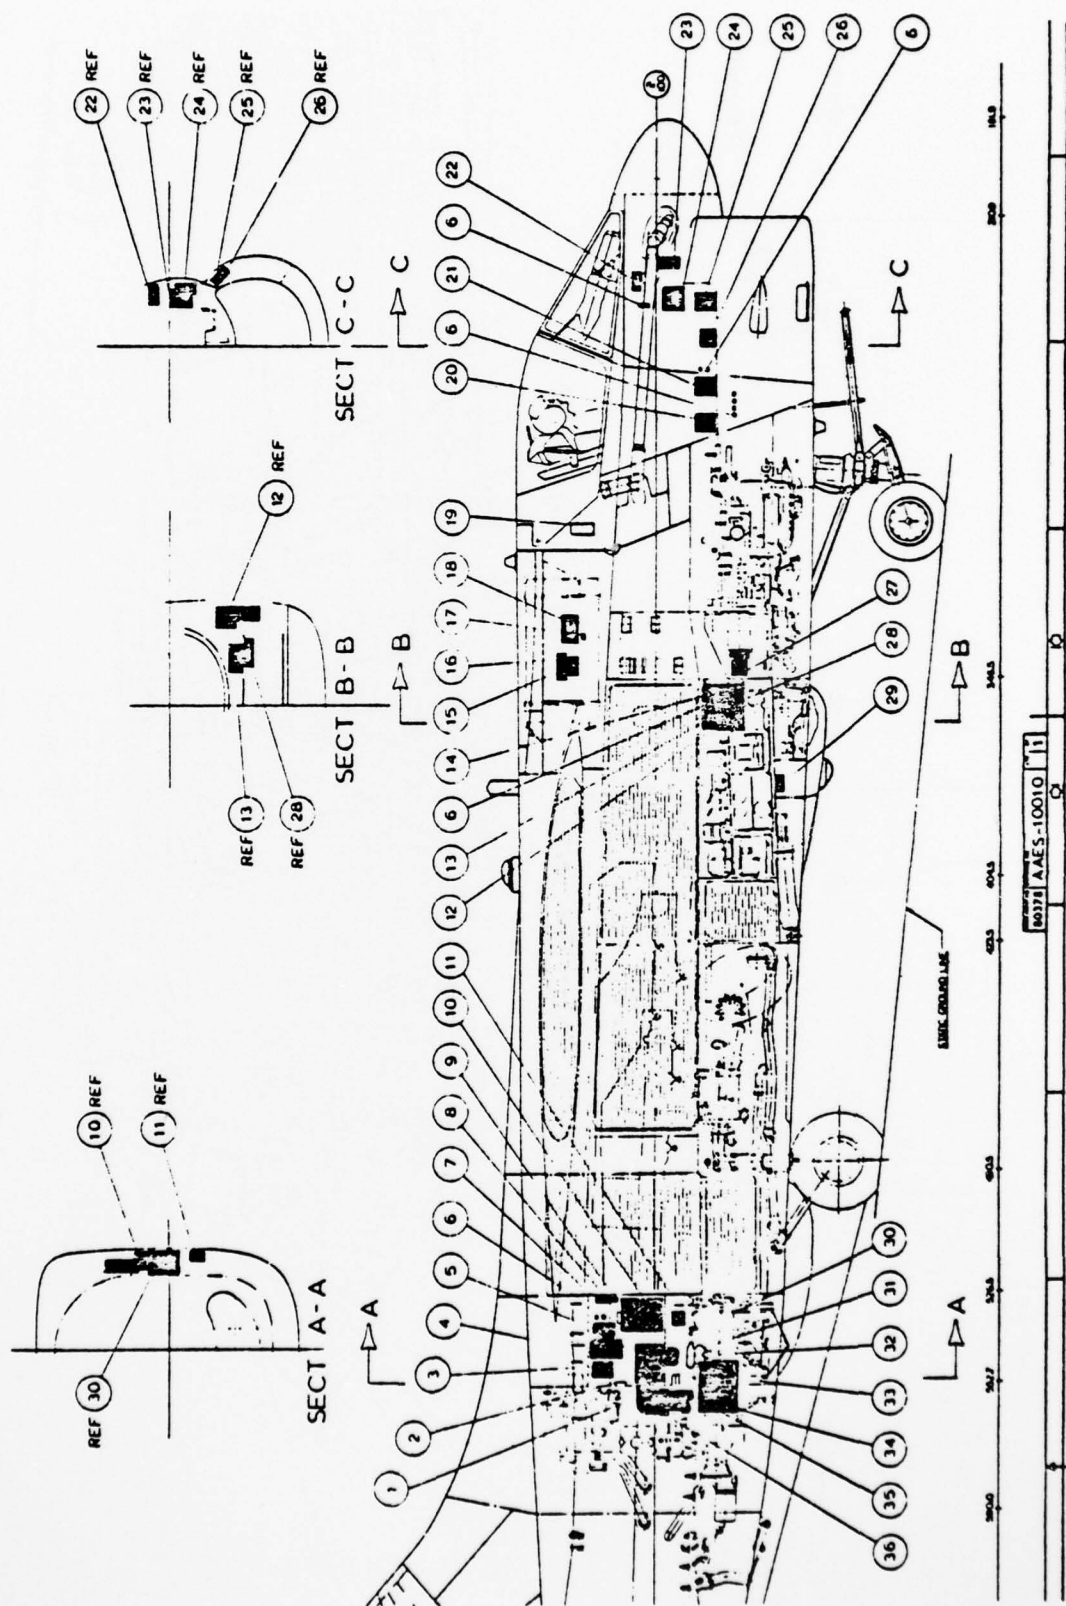 22 REF
23 REF
24 REF
25 REF
26 REF
SECT C-C
12 REF
REF 13
REF 28
SECT B-B
10 REF
11 REF
REF 30
SECT A-A
1
2
3
4
5
6
7
8
9
10
11
12
13
6
14
15
16
17
18
19
20
6
21
6
22
23
24
25
26
6
C
C
B
B
A
A
27
28
29
30
31
32
33
34
35
36
STATIC GROUND LINE
AAES-10010